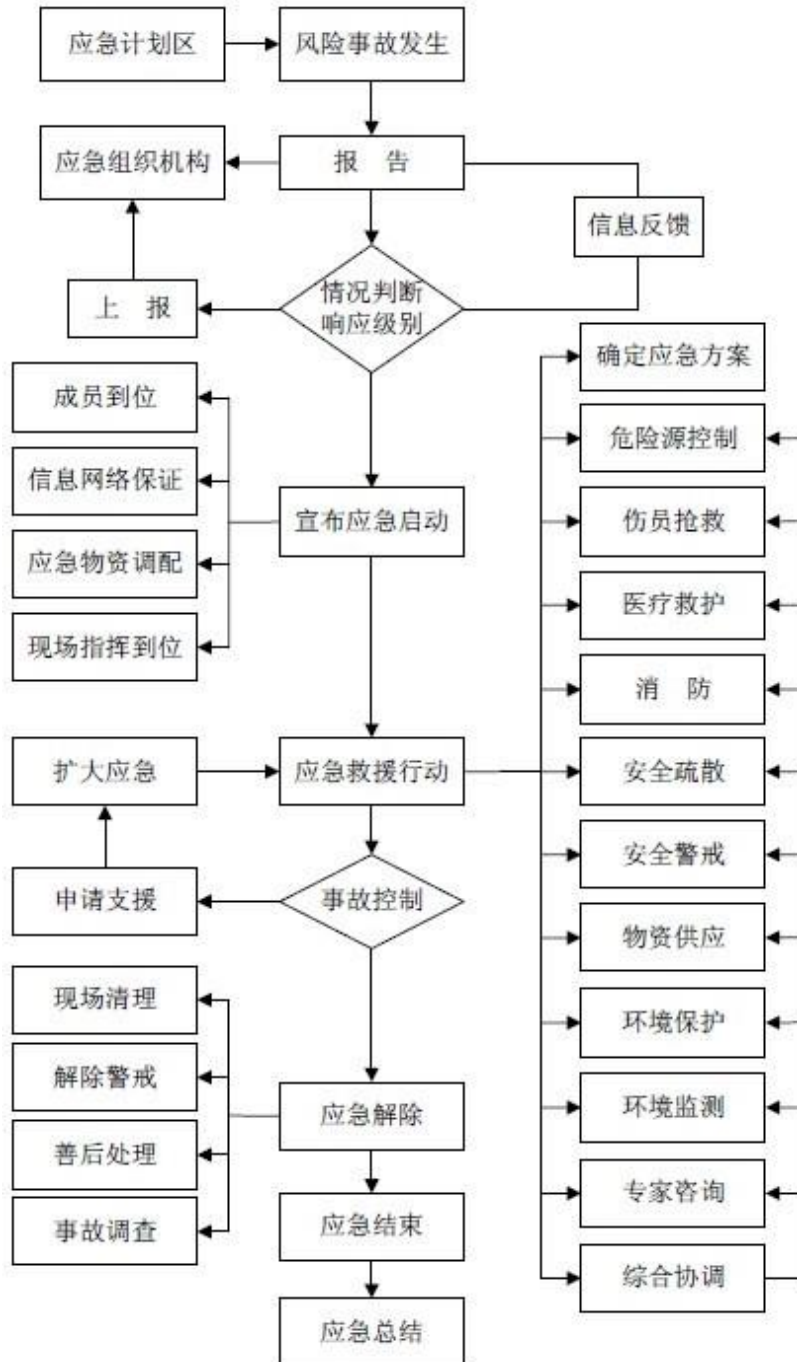 应急计划区
风险事故发生
应急组织机构
报 告
信息反馈
上 报
情况判断
响应级别
确定应急方案
成员到位
危险源控制
信息网络保证
宣布应急启动
伤员抢救
应急物资调配
医疗救护
现场指挥到位
消 防
扩大应急
应急救援行动
安全疏散
安全警戒
申请支援
事故控制
物资供应
现场清理
环境保护
解除警戒
应急解除
环境监测
善后处理
专家咨询
事故调查
应急结束
综合协调
应急总结